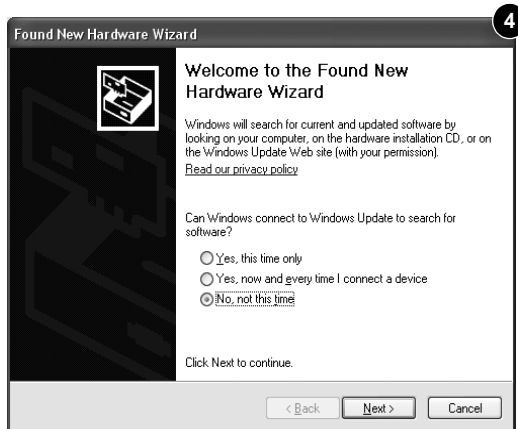 4
Found New Hardware Wizard
Welcome to the Found New
Hardware Wizard
Windows will search for current and updated software by
looking on your computer, on the hardware installation CD, or on
the Windows Update Web site (with your permission).
Read our privacy policy
Can Windows connect to Windows Update to search for
software?
Yes, this time only
Yes, now and every time I connect a device
No, not this time
Click Next to continue.
< Back
Next >
Cancel